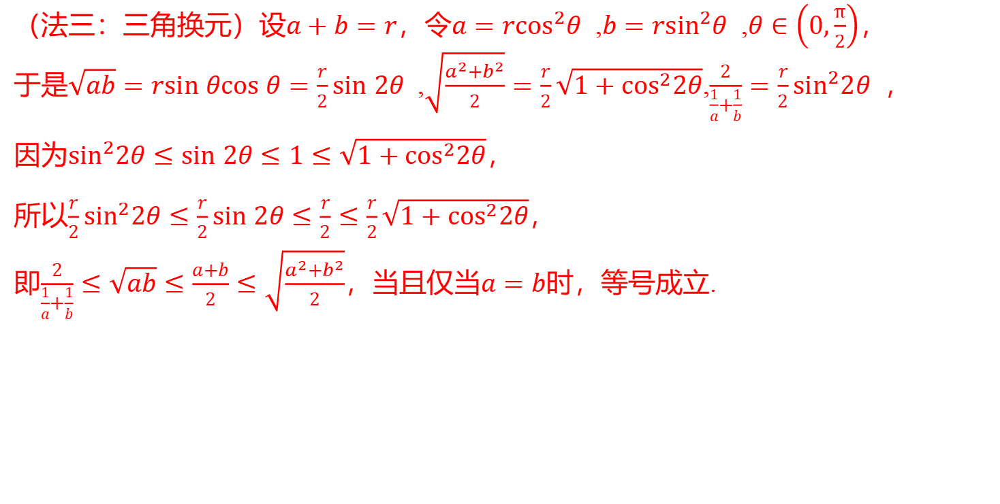 （法三：三角换元）设$a+b=r$，令$a=r\cos^2\theta$ ,$b=r\sin^2\theta$ ,$\theta\in\left(0,\frac{\pi}{2}\right)$，
于是$\sqrt{ab}=r\sin\theta\cos\theta=\frac{r}{2}\sin 2\theta$ ,$\sqrt{\frac{a^2+b^2}{2}}=\frac{r}{2}\sqrt{1+\cos^2 2\theta}$,$\frac{2}{\frac{1}{a}+\frac{1}{b}}=\frac{r}{2}\sin^2 2\theta$ ，
因为$\sin^2 2\theta\le\sin 2\theta\le 1\le\sqrt{1+\cos^2 2\theta}$，
所以$\frac{r}{2}\sin^2 2\theta\le\frac{r}{2}\sin 2\theta\le\frac{r}{2}\le\frac{r}{2}\sqrt{1+\cos^2 2\theta}$，
即$\frac{2}{\frac{1}{a}+\frac{1}{b}}\le\sqrt{ab}\le\frac{a+b}{2}\le\sqrt{\frac{a^2+b^2}{2}}$，当且仅当$a=b$时，等号成立.